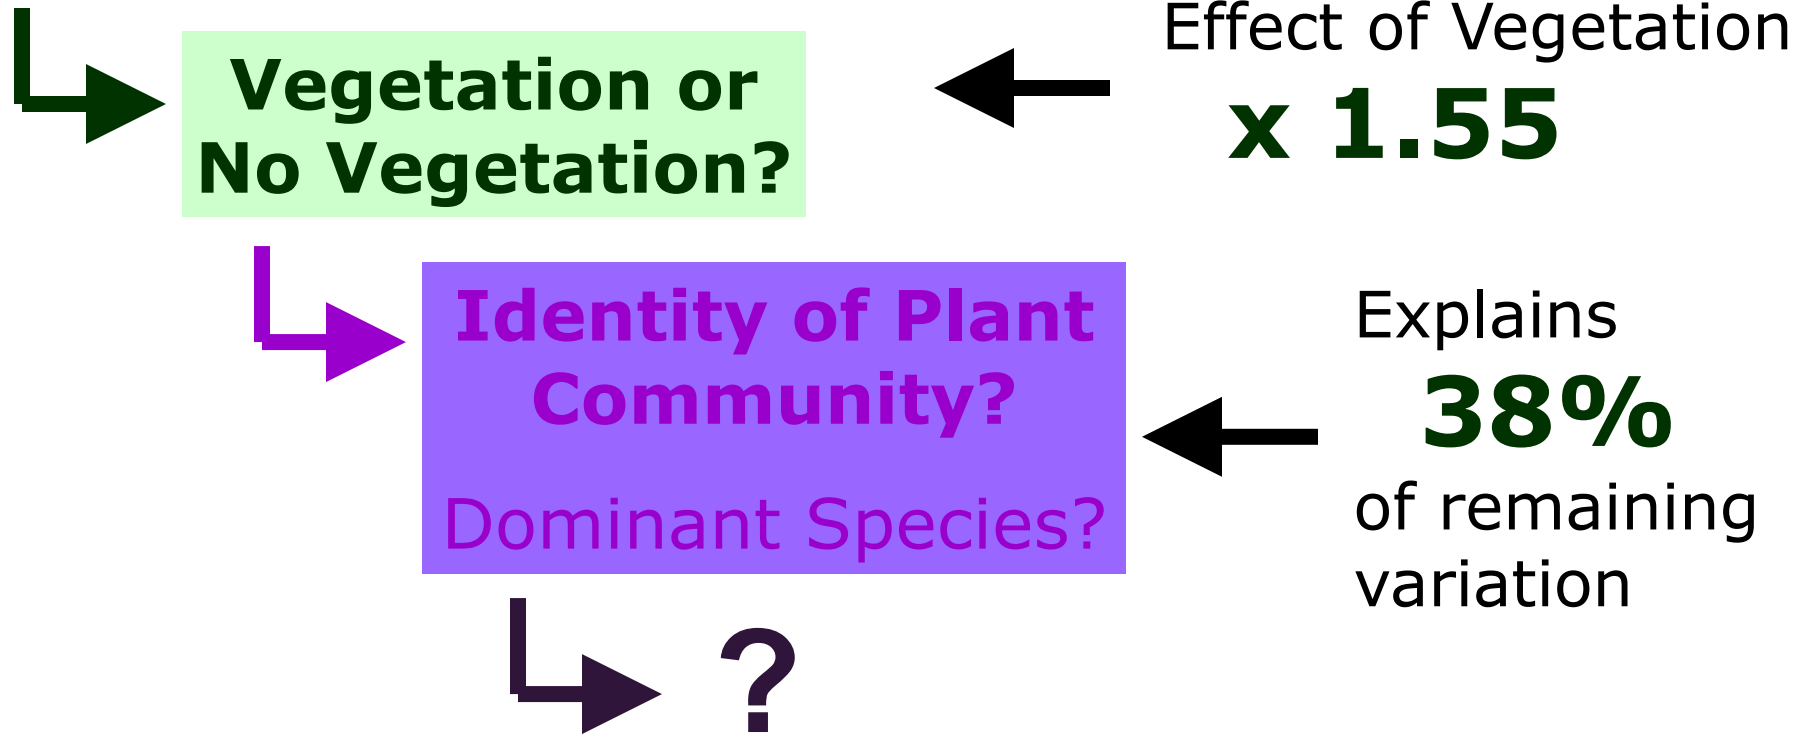 Effect of Vegetation
x 1.55
Vegetation or
No Vegetation?
Identity of Plant
Community?
Dominant Species?
Explains
38%
of remaining
variation
?